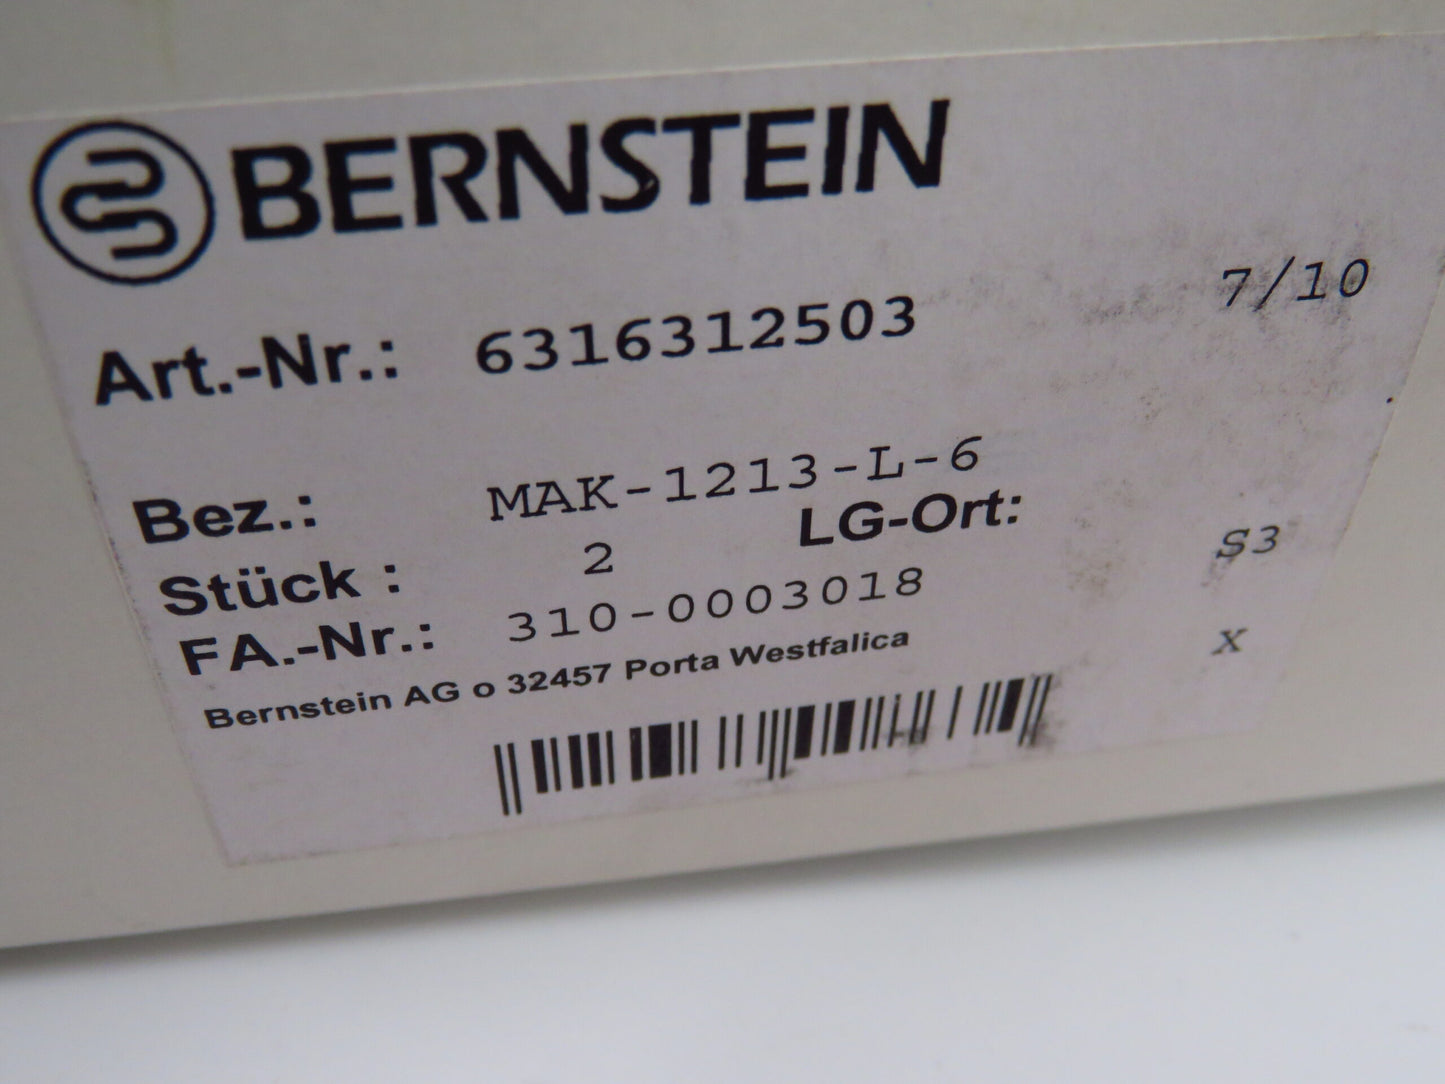 BERNSTEIN
7/10
Art.-Nr.: 6316312503
Bez.: MAK-1213-L-6
Stück : 2 LG-Ort:
S3
FA.-Nr.: 310-0003018
X
Bernstein AG o 32457 Porta Westfalica